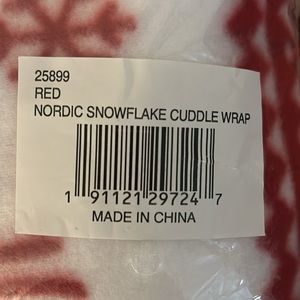 25899
RED
NORDIC SNOWFLAKE CUDDLE WRAP
1 91121 29724 7
MADE IN CHINA